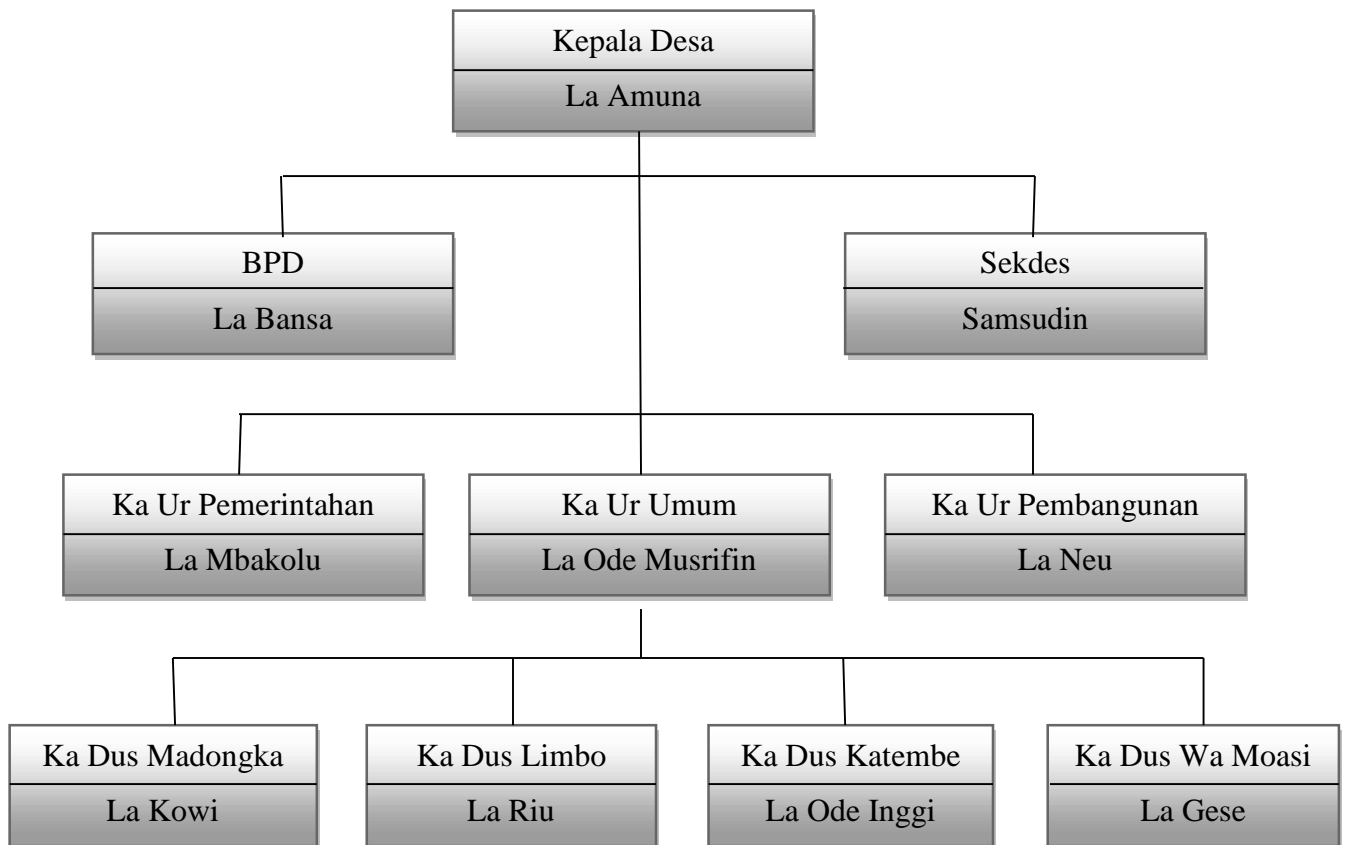 Kepala Desa
La Amuna
BPD
La Bansa
Sekdes
Samsudin
Ka Ur Pemerintahan
La Mbakolu
Ka Ur Umum
La Ode Musrifin
Ka Ur Pembangunan
La Neu
Ka Dus Madongka
La Kowi
Ka Dus Limbo
La Riu
Ka Dus Katembe
La Ode Inggi
Ka Dus Wa Moasi
La Gese